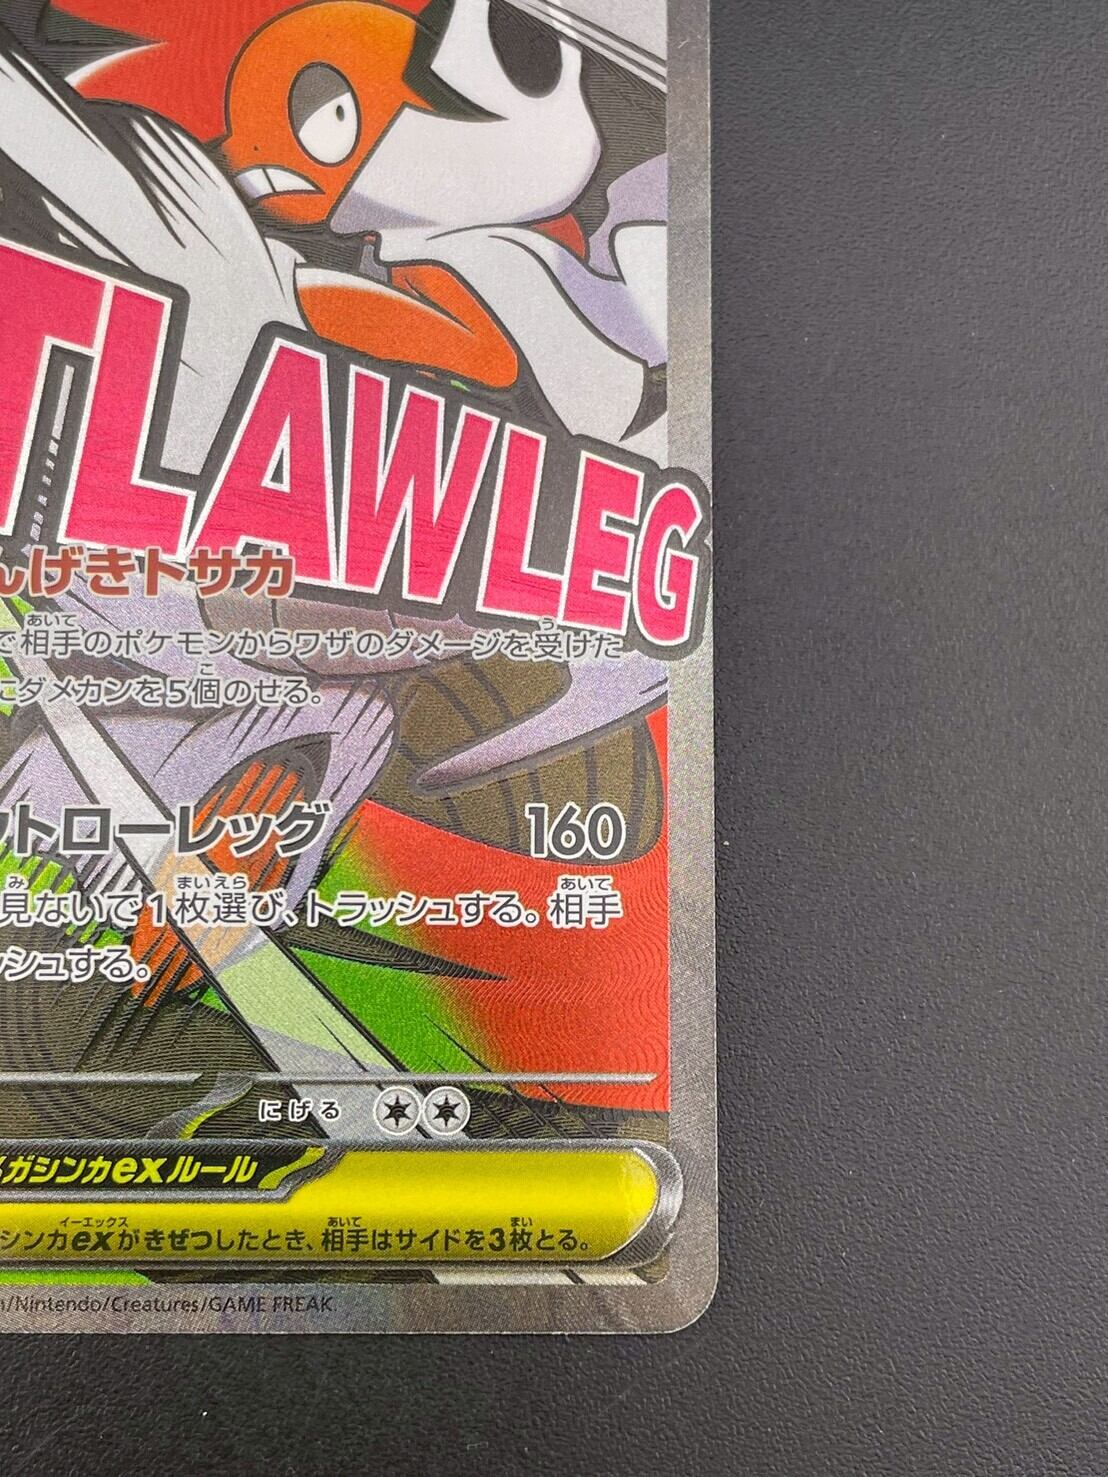 TLAWLEG
んげきトサカ
で相手のポケモンからワザのダメージを受けた
にダメカンを5個のせる。
トローレッグ 160
見ないで1枚選び、トラッシュする。相手
ッシュする。
にげる
メガシンカexルール
シンカexがきぜつしたとき、相手はサイドを3枚とる。
/Nintendo/Creatures/GAME FREAK.